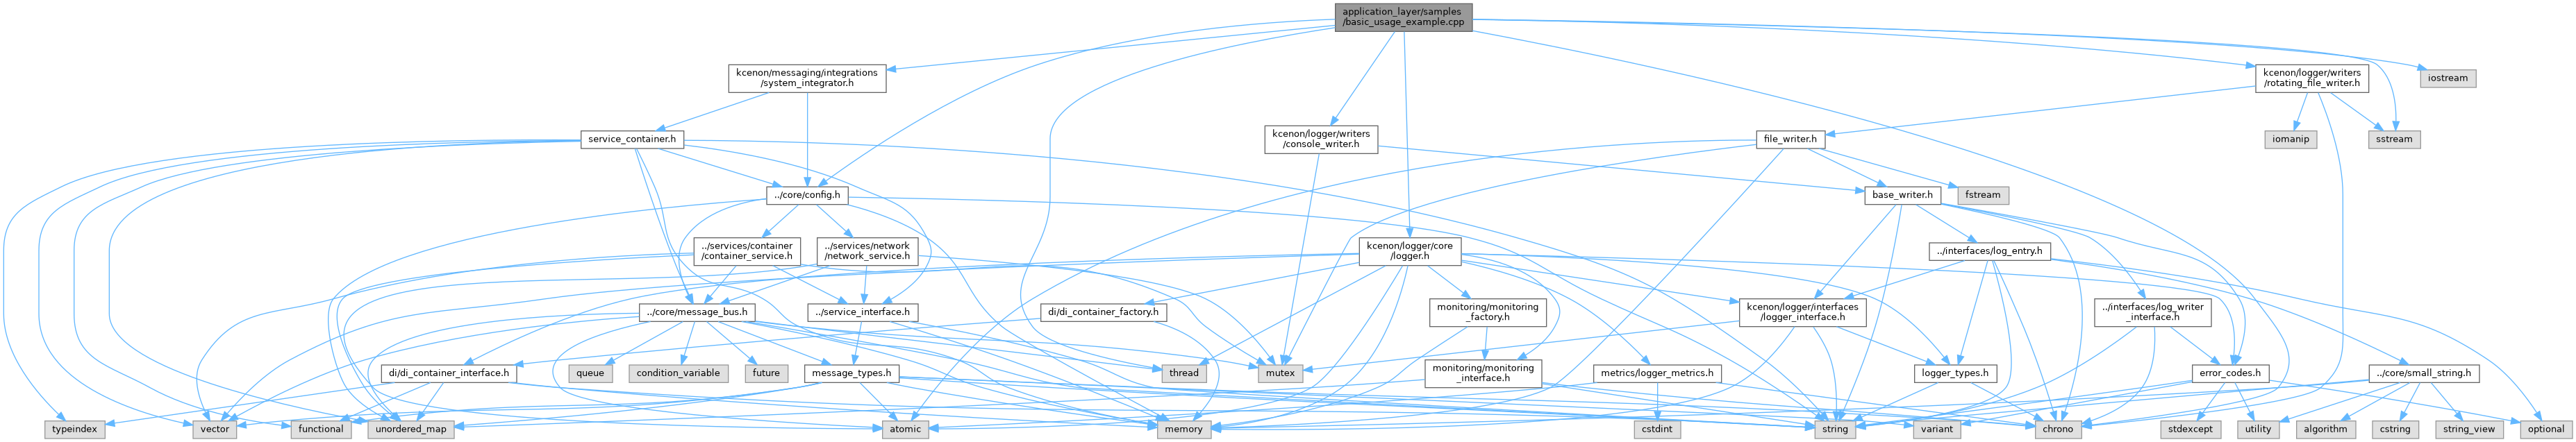 application_layer/samples
/basic_usage_example.cpp
kcenon/messaging/integrations
/system_integrator.h
kcenon/logger/writers
/rotating_file_writer.h
iostream
service_container.h
kcenon/logger/writers
/console_writer.h
file_writer.h
iomanip
sstream
../core/config.h
base_writer.h
fstream
../services/container
/container_service.h
../services/network
/network_service.h
kcenon/logger/core
/logger.h
../interfaces/log_entry.h
../core/message_bus.h
../service_interface.h
di/di_container_factory.h
monitoring/monitoring
_factory.h
kcenon/logger/interfaces
/logger_interface.h
../interfaces/log_writer
_interface.h
di/di_container_interface.h
queue
condition_variable
future
message_types.h
thread
mutex
monitoring/monitoring
_interface.h
metrics/logger_metrics.h
logger_types.h
error_codes.h
../core/small_string.h
typeindex
vector
functional
unordered_map
atomic
memory
cstdint
string
variant
chrono
stdexcept
utility
algorithm
cstring
string_view
optional